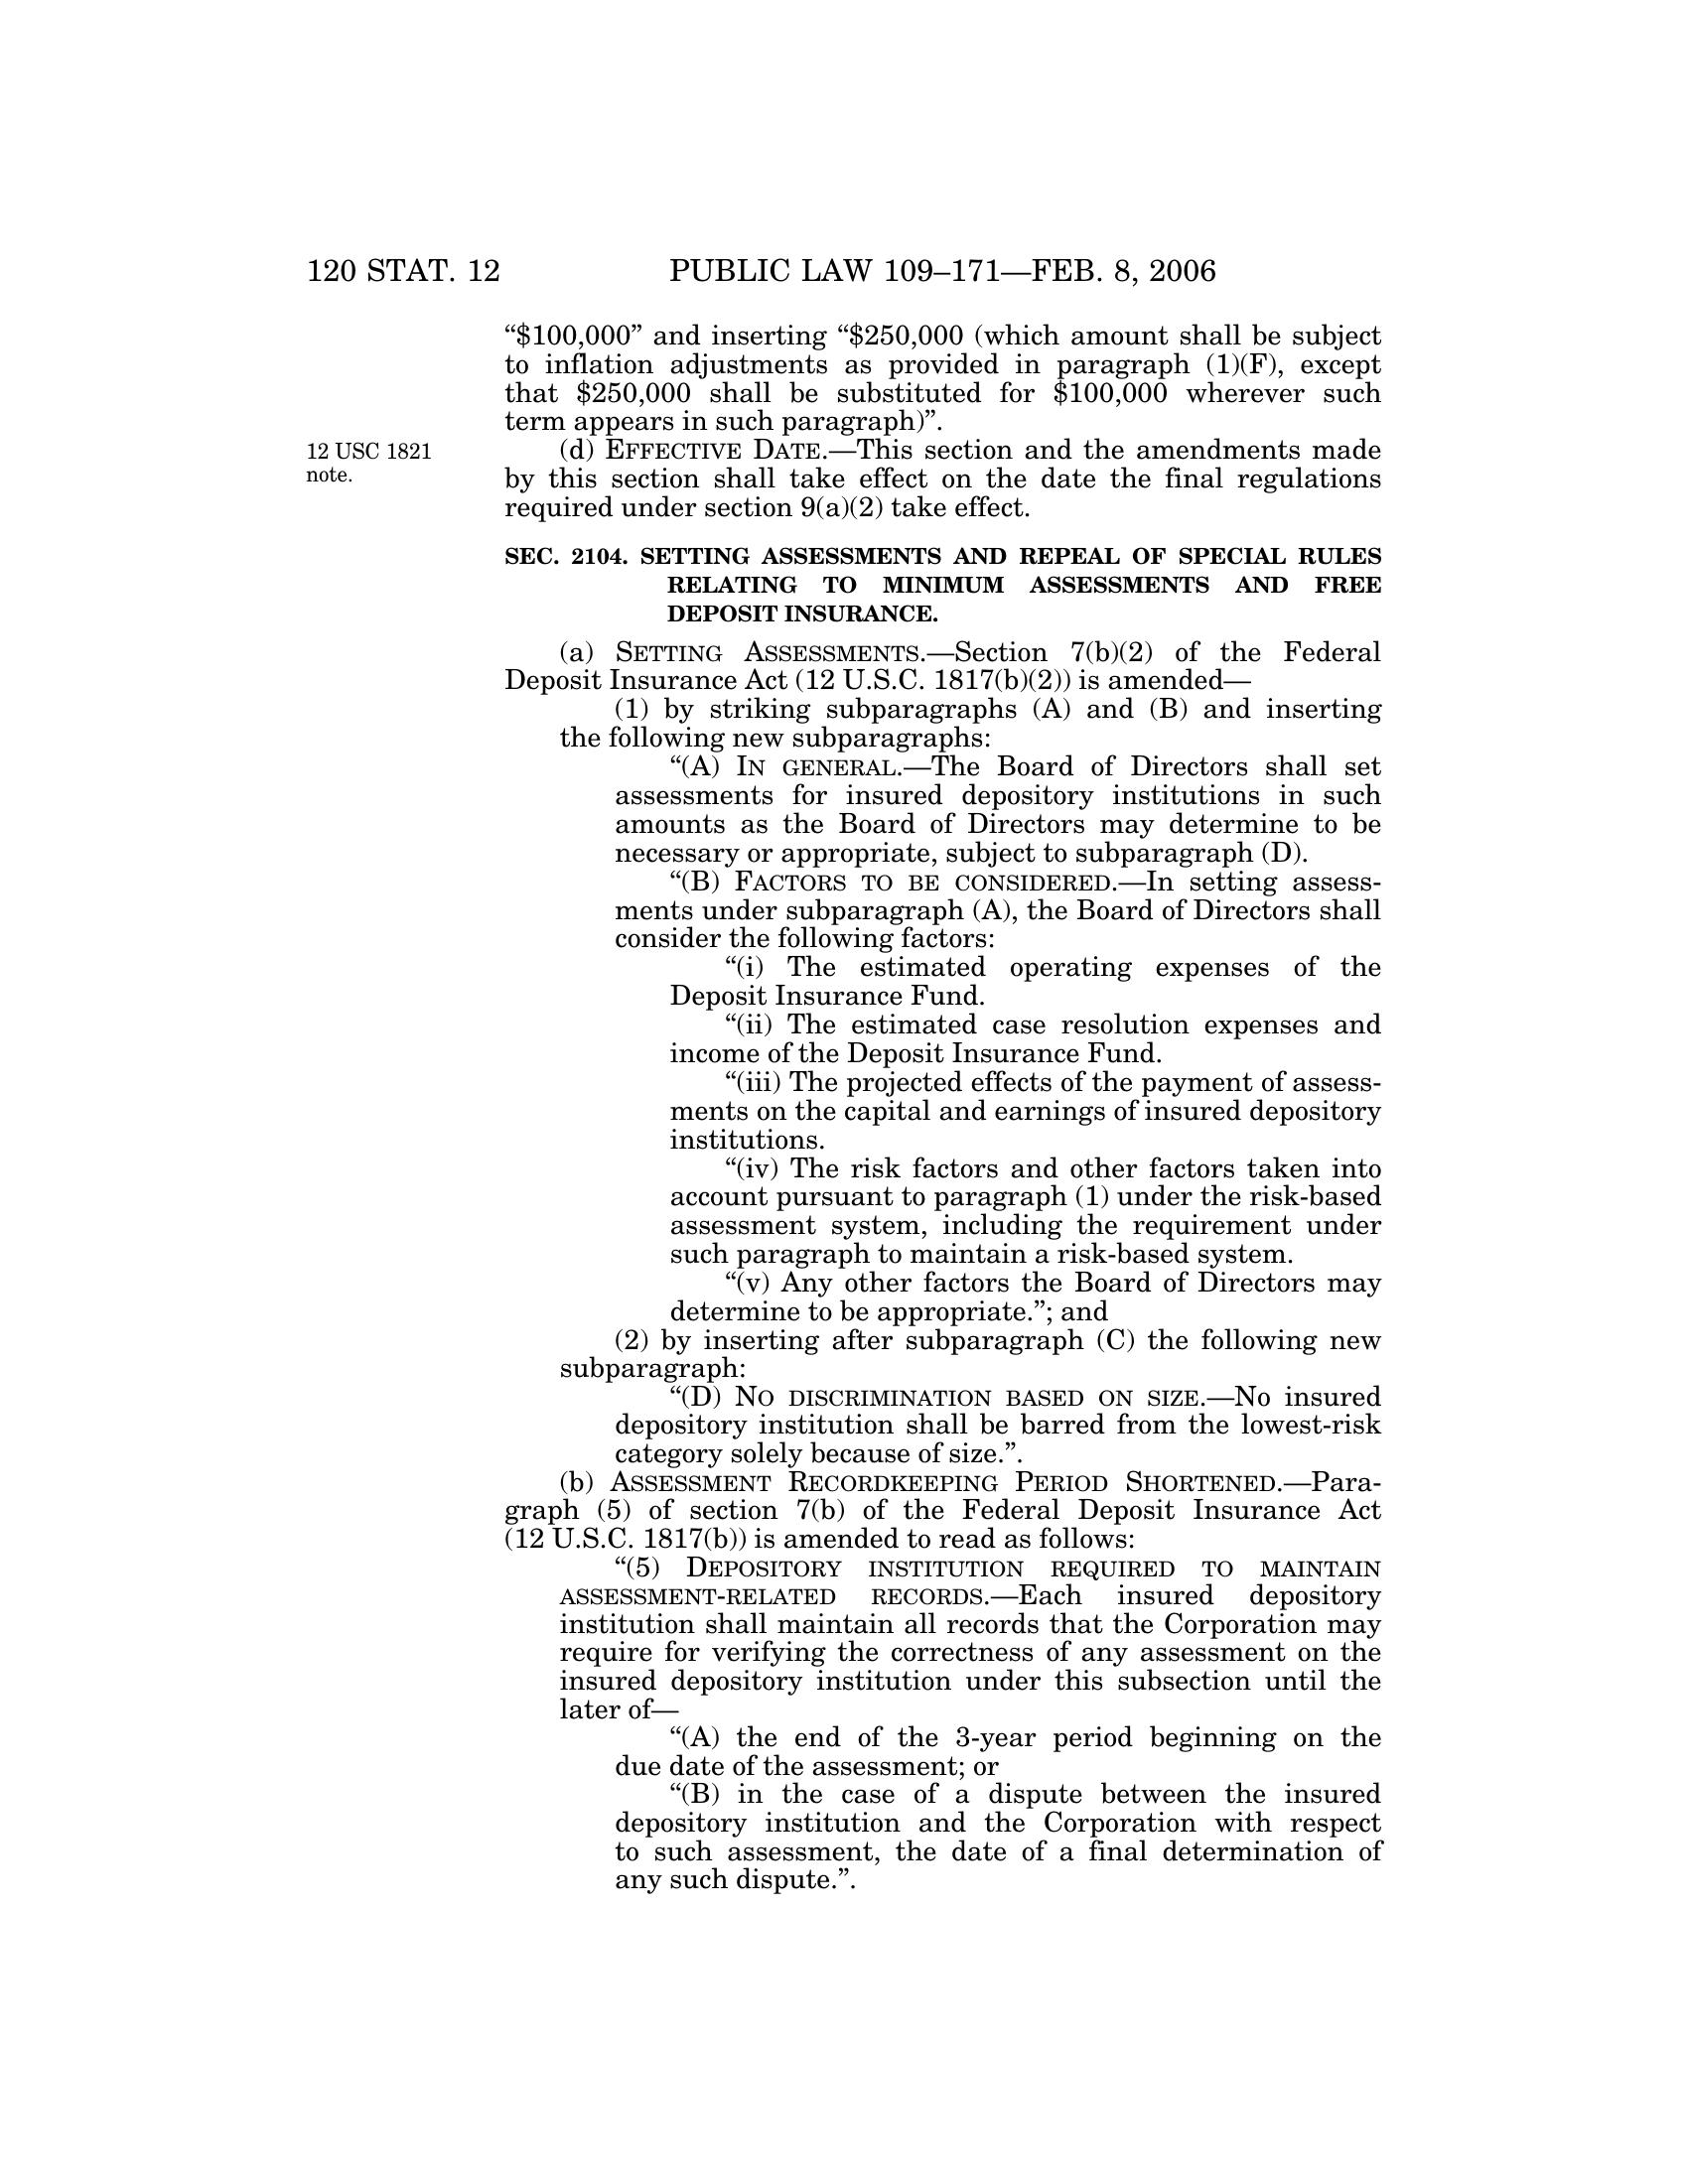 120 STAT. 12
PUBLIC LAW 109–171—FEB. 8, 2006
“$100,000” and inserting “$250,000 (which amount shall be subject
to inflation adjustments as provided in paragraph (1)(F), except
that $250,000 shall be substituted for $100,000 wherever such
term appears in such paragraph)”.
12 USC 1821
note.
(d) EFFECTIVE DATE.—This section and the amendments made
by this section shall take effect on the date the final regulations
required under section 9(a)(2) take effect.
SEC. 2104. SETTING ASSESSMENTS AND REPEAL OF SPECIAL RULES
RELATING TO MINIMUM ASSESSMENTS AND FREE
DEPOSIT INSURANCE.
(a) SETTING ASSESSMENTS.—Section 7(b)(2) of the Federal
Deposit Insurance Act (12 U.S.C. 1817(b)(2)) is amended—
(1) by striking subparagraphs (A) and (B) and inserting
the following new subparagraphs:
“(A) IN GENERAL.—The Board of Directors shall set
assessments for insured depository institutions in such
amounts as the Board of Directors may determine to be
necessary or appropriate, subject to subparagraph (D).
“(B) FACTORS TO BE CONSIDERED.—In setting assess-
ments under subparagraph (A), the Board of Directors shall
consider the following factors:
“(i) The estimated operating expenses of the
Deposit Insurance Fund.
“(ii) The estimated case resolution expenses and
income of the Deposit Insurance Fund.
“(iii) The projected effects of the payment of assess-
ments on the capital and earnings of insured depository
institutions.
“(iv) The risk factors and other factors taken into
account pursuant to paragraph (1) under the risk-based
assessment system, including the requirement under
such paragraph to maintain a risk-based system.
“(v) Any other factors the Board of Directors may
determine to be appropriate.”; and
(2) by inserting after subparagraph (C) the following new
subparagraph:
“(D) NO DISCRIMINATION BASED ON SIZE.—No insured
depository institution shall be barred from the lowest-risk
category solely because of size.”.
(b) ASSESSMENT RECORDKEEPING PERIOD SHORTENED.—Para-
graph (5) of section 7(b) of the Federal Deposit Insurance Act
(12 U.S.C. 1817(b)) is amended to read as follows:
“(5) DEPOSITORY INSTITUTION REQUIRED TO MAINTAIN
ASSESSMENT-RELATED RECORDS.—Each insured depository
institution shall maintain all records that the Corporation may
require for verifying the correctness of any assessment on the
insured depository institution under this subsection until the
later of—
“(A) the end of the 3-year period beginning on the
due date of the assessment; or
“(B) in the case of a dispute between the insured
depository institution and the Corporation with respect
to such assessment, the date of a final determination of
any such dispute.”.